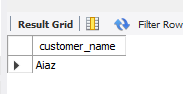 Result Grid Filter Row
customer_name
Aiaz